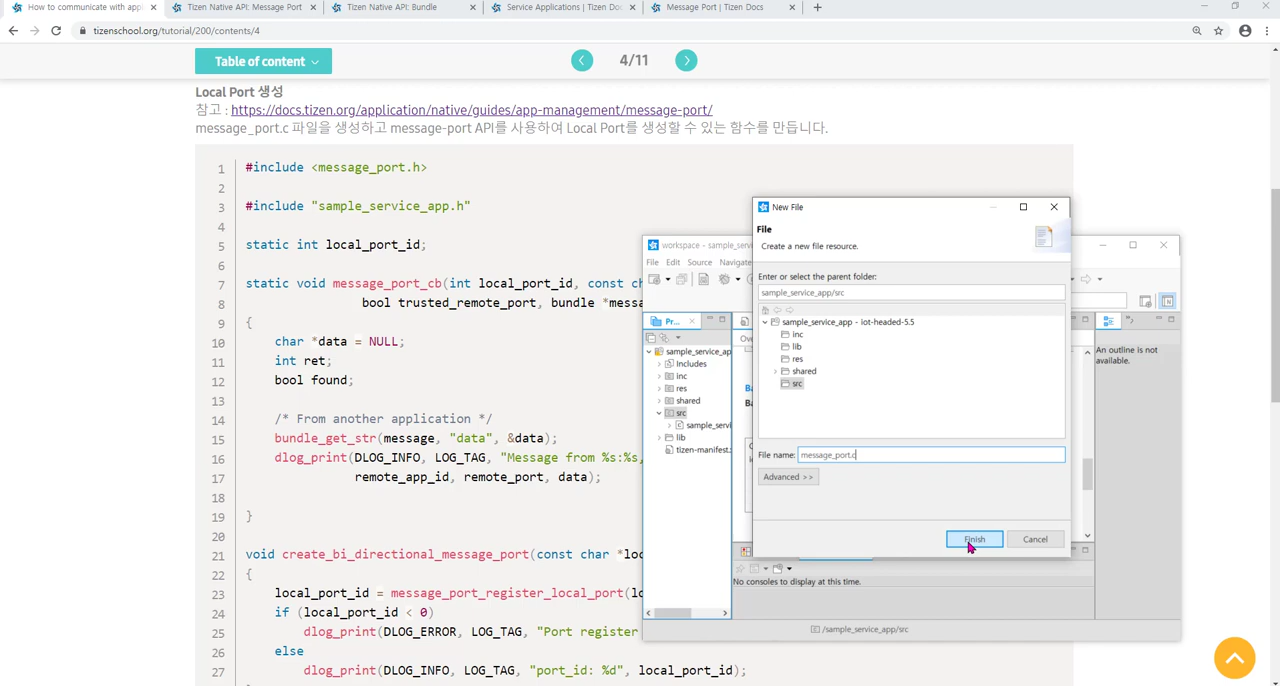 How to communicate with appl
Tizen Native API: Message Port
Tizen Native API: Bundle
Service Applications | Tizen Doc
Message Port | Tizen Docs
tizenschool.org/tutorial/200/contents/4
Table of content
4/11
Local Port 생성
참고 : https://docs.tizen.org/application/native/guides/app-management/message-port/
message_port.c 파일을 생성하고 message-port API를 사용하여 Local Port를 생성할 수 있는 함수를 만듭니다.
1 #include <message_port.h>
2
3 #include "sample_service_app.h"
4
5 static int local_port_id;
6
7 static void message_port_cb(int local_port_id, const ch
8 bool trusted_remote_port, bundle *messa
9 {
10 char *data = NULL;
11 int ret;
12 bool found;
13
14 /* From another application */
15 bundle_get_str(message, "data", &data);
16 dlog_print(DLOG_INFO, LOG_TAG, "Message from %s:%s,
17 remote_app_id, remote_port, data);
18
19 }
20
21 void create_bi_directional_message_port(const char *loc
22 {
23 local_port_id = message_port_register_local_port(lo
24 if (local_port_id < 0)
25 dlog_print(DLOG_ERROR, LOG_TAG, "Port register
26 else
27 dlog_print(DLOG_INFO, LOG_TAG, "port_id: %d", local_port_id);
workspace - sample_servi
File Edit Source Navigate
Pr...
sample_service_app
Includes
inc
res
shared
src
sample_servi
lib
tizen-manifest.
Ov
Ba
Ba
An outline is not
available.
No consoles to display at this time.
/sample_service_app/src
New File
File
Create a new file resource.
Enter or select the parent folder:
sample_service_app/src
sample_service_app - iot-headed-5.5
inc
lib
res
shared
src
File name: message_port.c
Advanced >>
Finish
Cancel